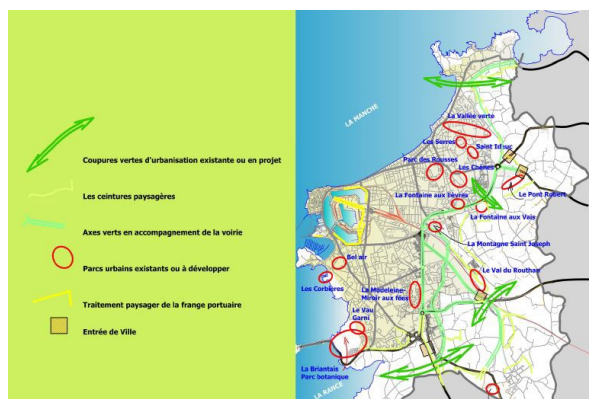 Coupures vertes d'urbanisation existante ou en projet
Les ceintures paysagères
Axes verts en accompagnement de la voirie
Parcs urbains existants ou à développer
Traitement paysager de la frange portuaire
Entrée de Ville
LA MANCHE
La Vallée verte
Les Serres
Saint Iduc
Parc des Rousses
Les Chênes
Le Pont Robert
La Fontaine aux lièvres
La Fontaine aux Vais
La Montagne Saint Joseph
Bel air
Le Val du Routhan
Les Corbières
La Madeleine-
Miroir aux fées
Le Vau
Garni
La Briantais
Parc botanique
LA RANCE